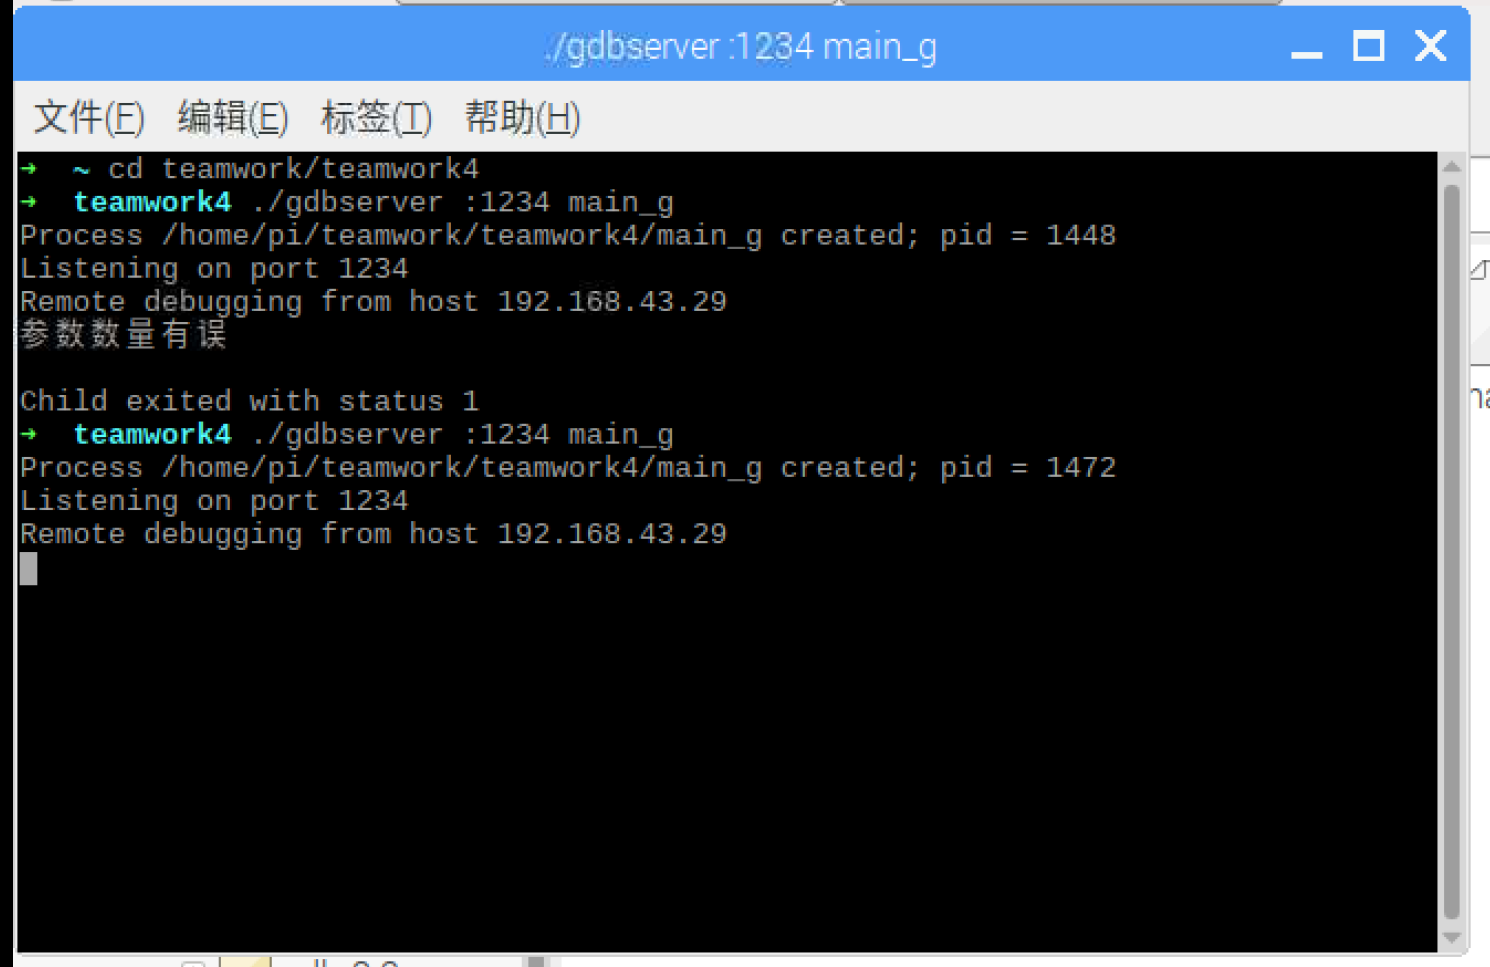 ./gdbserver :1234 main_g
文件(F) 编辑(E) 标签(T) 帮助(H)
→ ~ cd teamwork/teamwork4
→ teamwork4 ./gdbserver :1234 main_g
Process /home/pi/teamwork/teamwork4/main_g created; pid = 1448
Listening on port 1234
Remote debugging from host 192.168.43.29
参数数量有误
Child exited with status 1
→ teamwork4 ./gdbserver :1234 main_g
Process /home/pi/teamwork/teamwork4/main_g created; pid = 1472
Listening on port 1234
Remote debugging from host 192.168.43.29